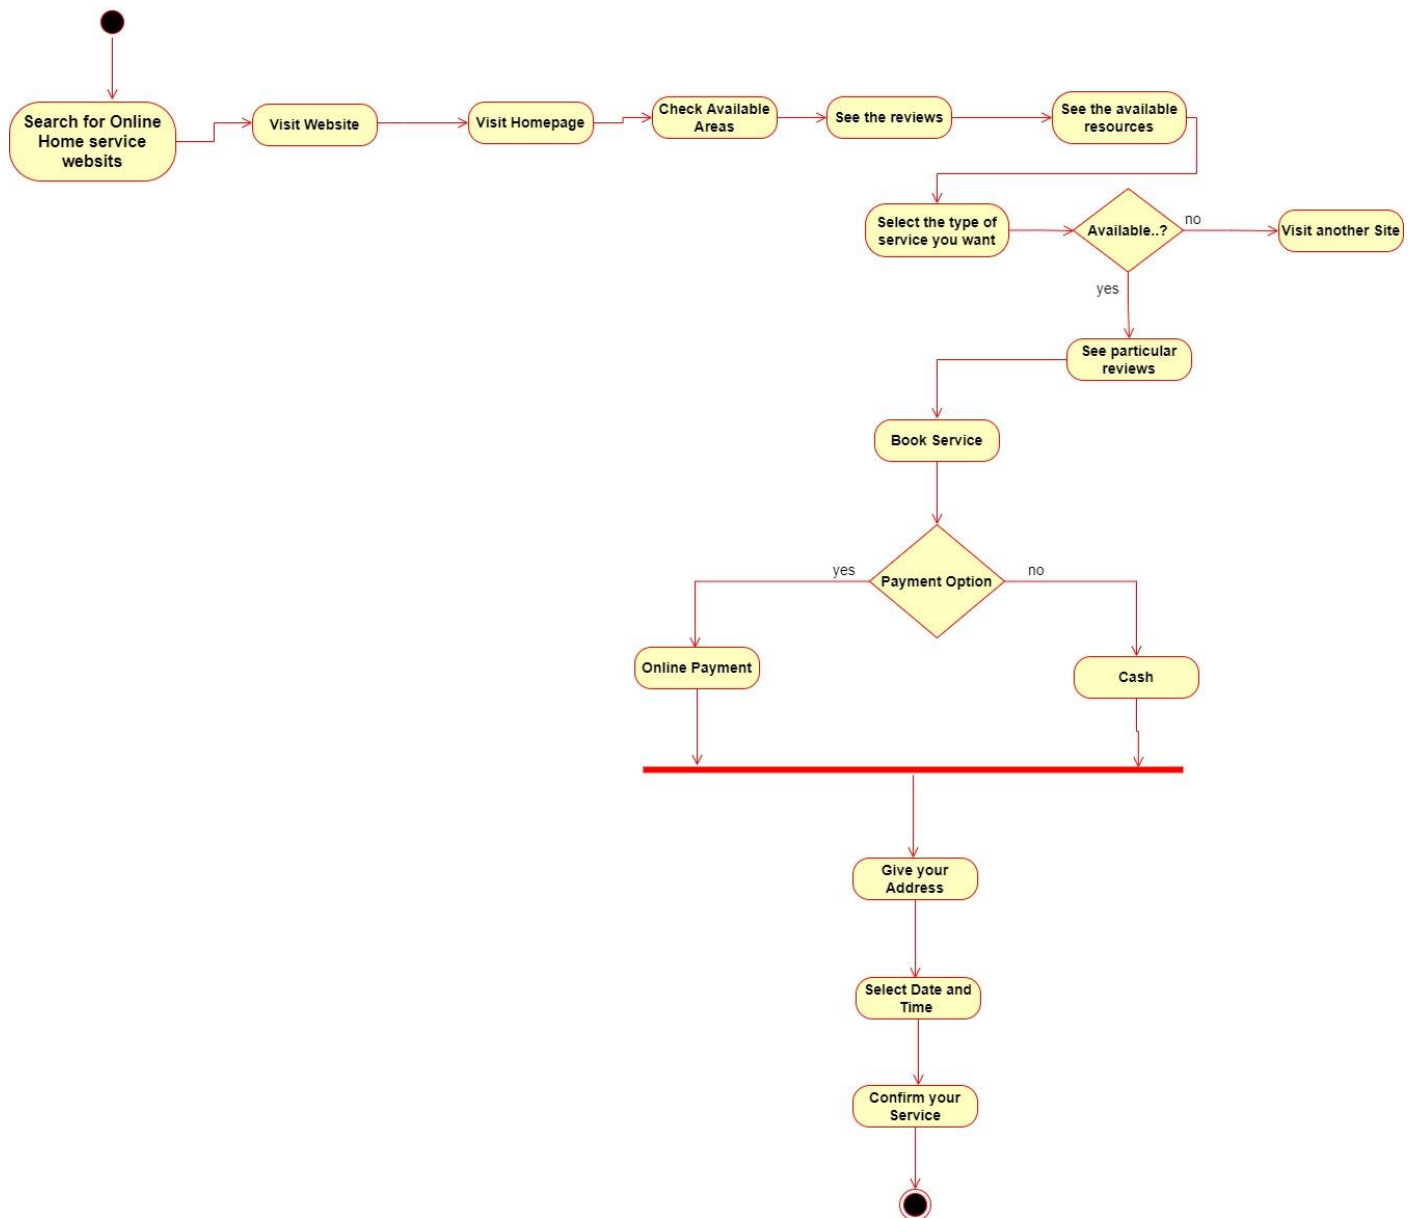 Search for Online
Home service
websits
Visit Website
Visit Homepage
Check Available
Areas
See the reviews
See the available
resources
Select the type of
service you want
Available..?
no
Visit another Site
yes
See particular
reviews
Book Service
yes
Payment Option
no
Online Payment
Cash
Give your
Address
Select Date and
Time
Confirm your
Service